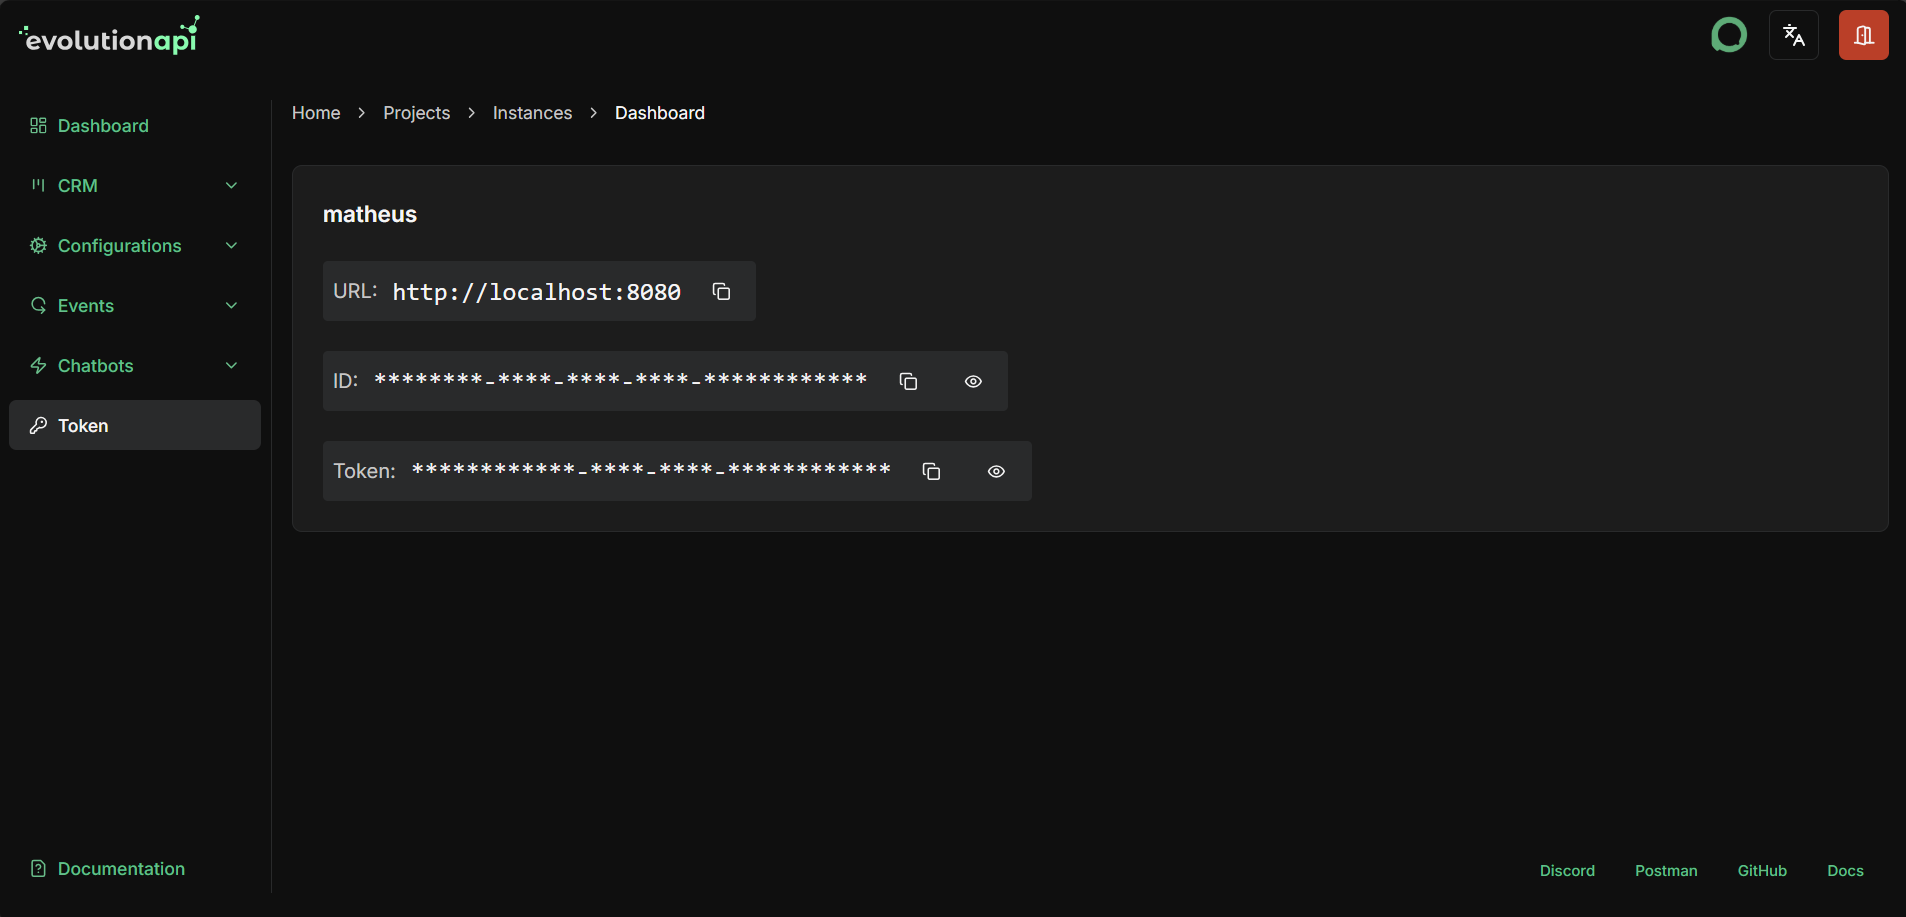 evolutionapi
Dashboard
CRM
Configurations
Events
Chatbots
Token
Documentation
Home > Projects > Instances > Dashboard
matheus
URL: http://localhost:8080
ID: ********-****-****-****-************
Token: ************-****-****-************
Discord Postman GitHub Docs